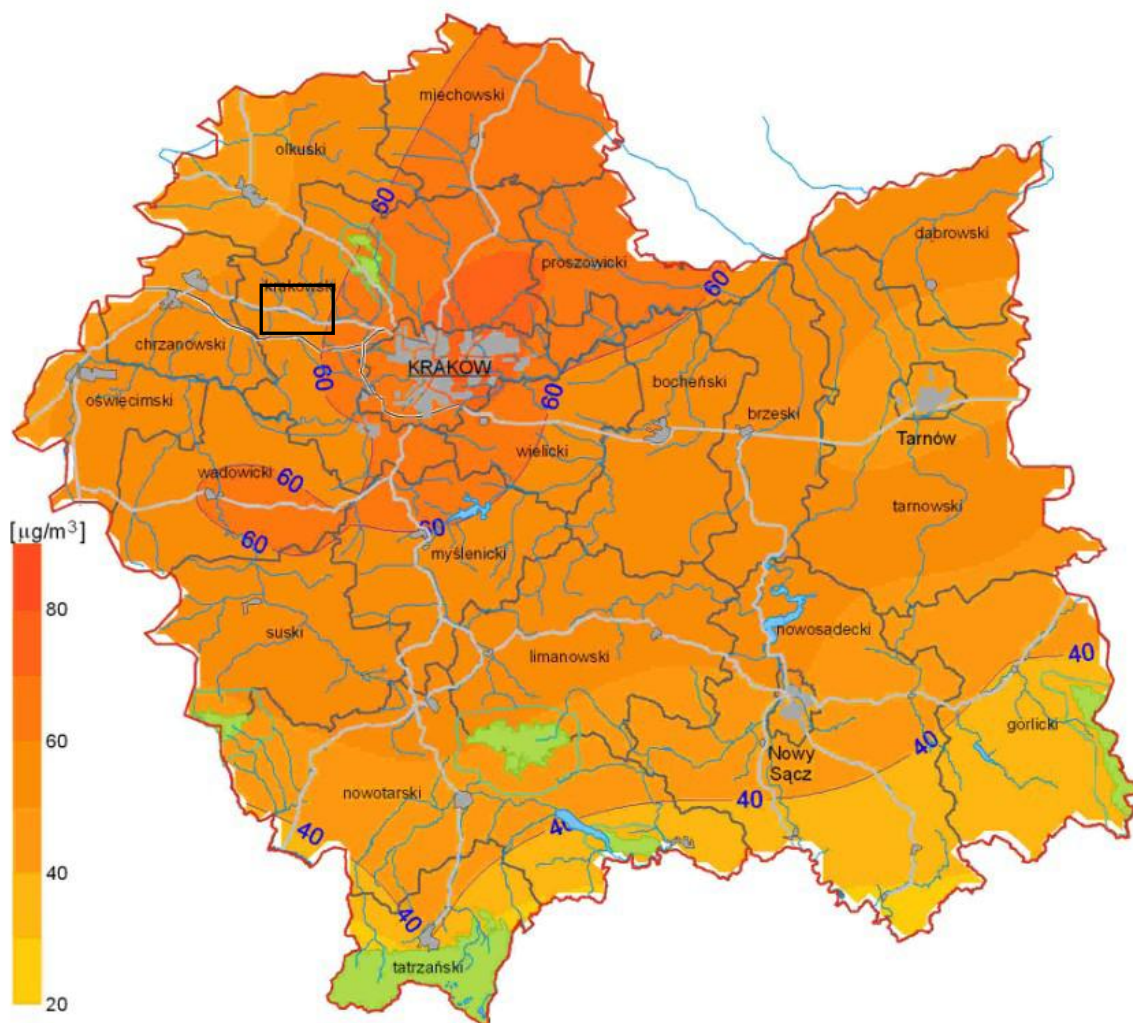 miechowski
olkuski
60
dąbrowski
proszowicki
60
krakowski
chrzanowski
KRAKÓW
60
60
bocheński
oświęcimski
brzeski
Tarnów
wielicki
wadowicki
60
tarnowski
[µg/m³]
60
60
myślenicki
80
suski
nowosądecki
limanowski
40
60
gorlicki
40
Nowy
Sącz
nowotarski
40
40
40
40
40
tatrzański
20